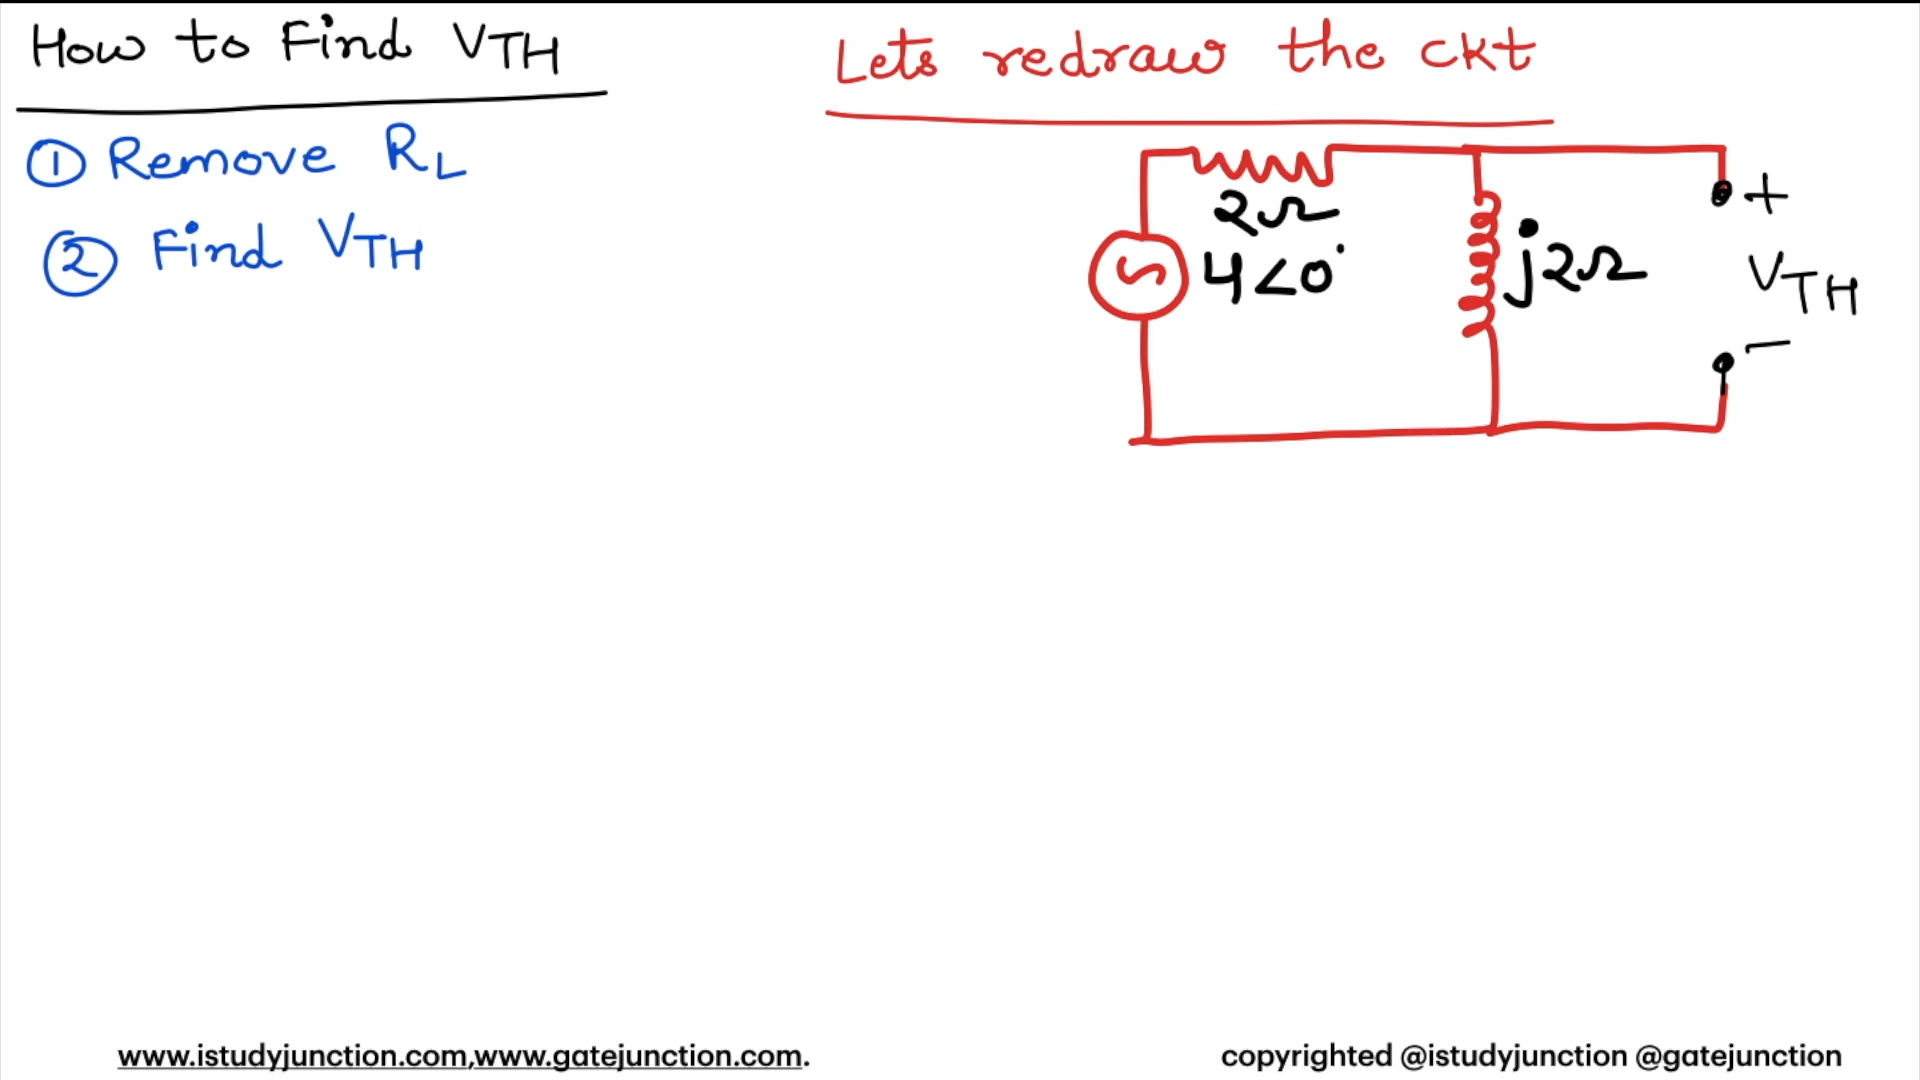 How to Find VTH
① Remove RL
② Find VTH
Lets redraw the ckt
2Ω
4∠0°
j2Ω
+
VTH
−
www.istudyjunction.com,www.gatejunction.com.
copyrighted @istudyjunction @gatejunction